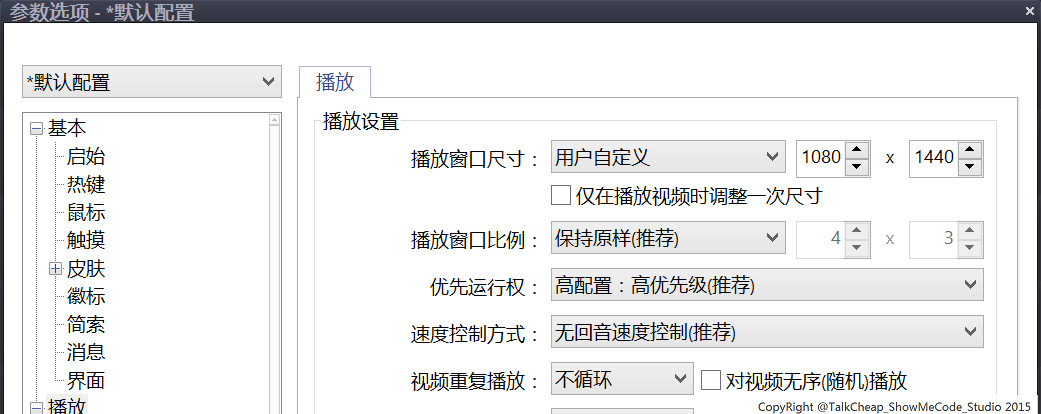 参数选项 - *默认配置
*默认配置
基本
启始
热键
鼠标
触摸
皮肤
徽标
简索
消息
界面
播放
播放
播放设置
播放窗口尺寸： 用户自定义 1080 x 1440
仅在播放视频时调整一次尺寸
播放窗口比例： 保持原样(推荐) 4 x 3
优先运行权： 高配置：高优先级(推荐)
速度控制方式： 无回音速度控制(推荐)
视频重复播放： 不循环 对视频无序(随机)播放
CopyRight @TalkCheap_ShowMeCode_Studio 2015